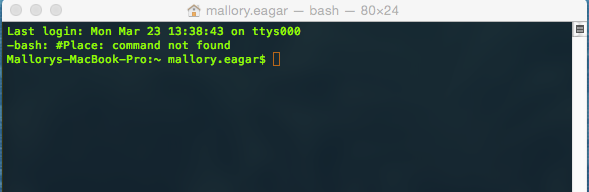 mallory.eagar — bash — 80×24
Last login: Mon Mar 23 13:38:43 on ttys000
-bash: #Place: command not found
Mallorys-MacBook-Pro:~ mallory.eagar$